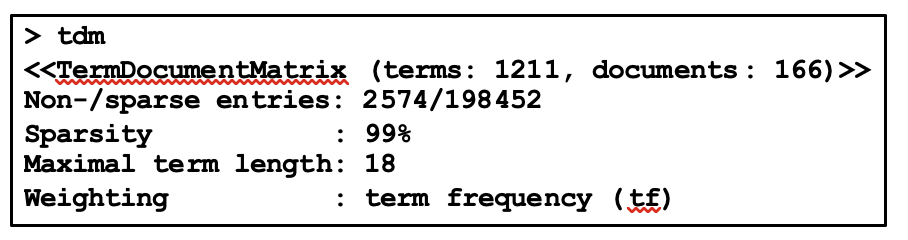 > tdm
<<TermDocumentMatrix (terms: 1211, documents: 166)>>
Non-/sparse entries: 2574/198452
Sparsity           : 99%
Maximal term length: 18
Weighting          : term frequency (tf)